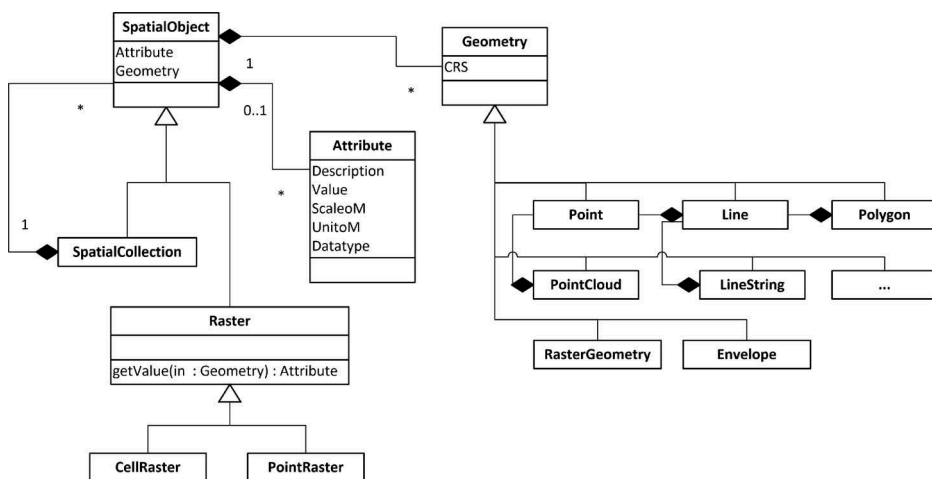 SpatialObject
Attribute
Geometry
1
*
0..1
*
*
1
Geometry
CRS
Attribute
Description
Value
ScaleoM
UnitoM
Datatype
SpatialCollection
Point
Line
Polygon
PointCloud
LineString
...
RasterGeometry
Envelope
Raster
getValue(in : Geometry) : Attribute
CellRaster
PointRaster